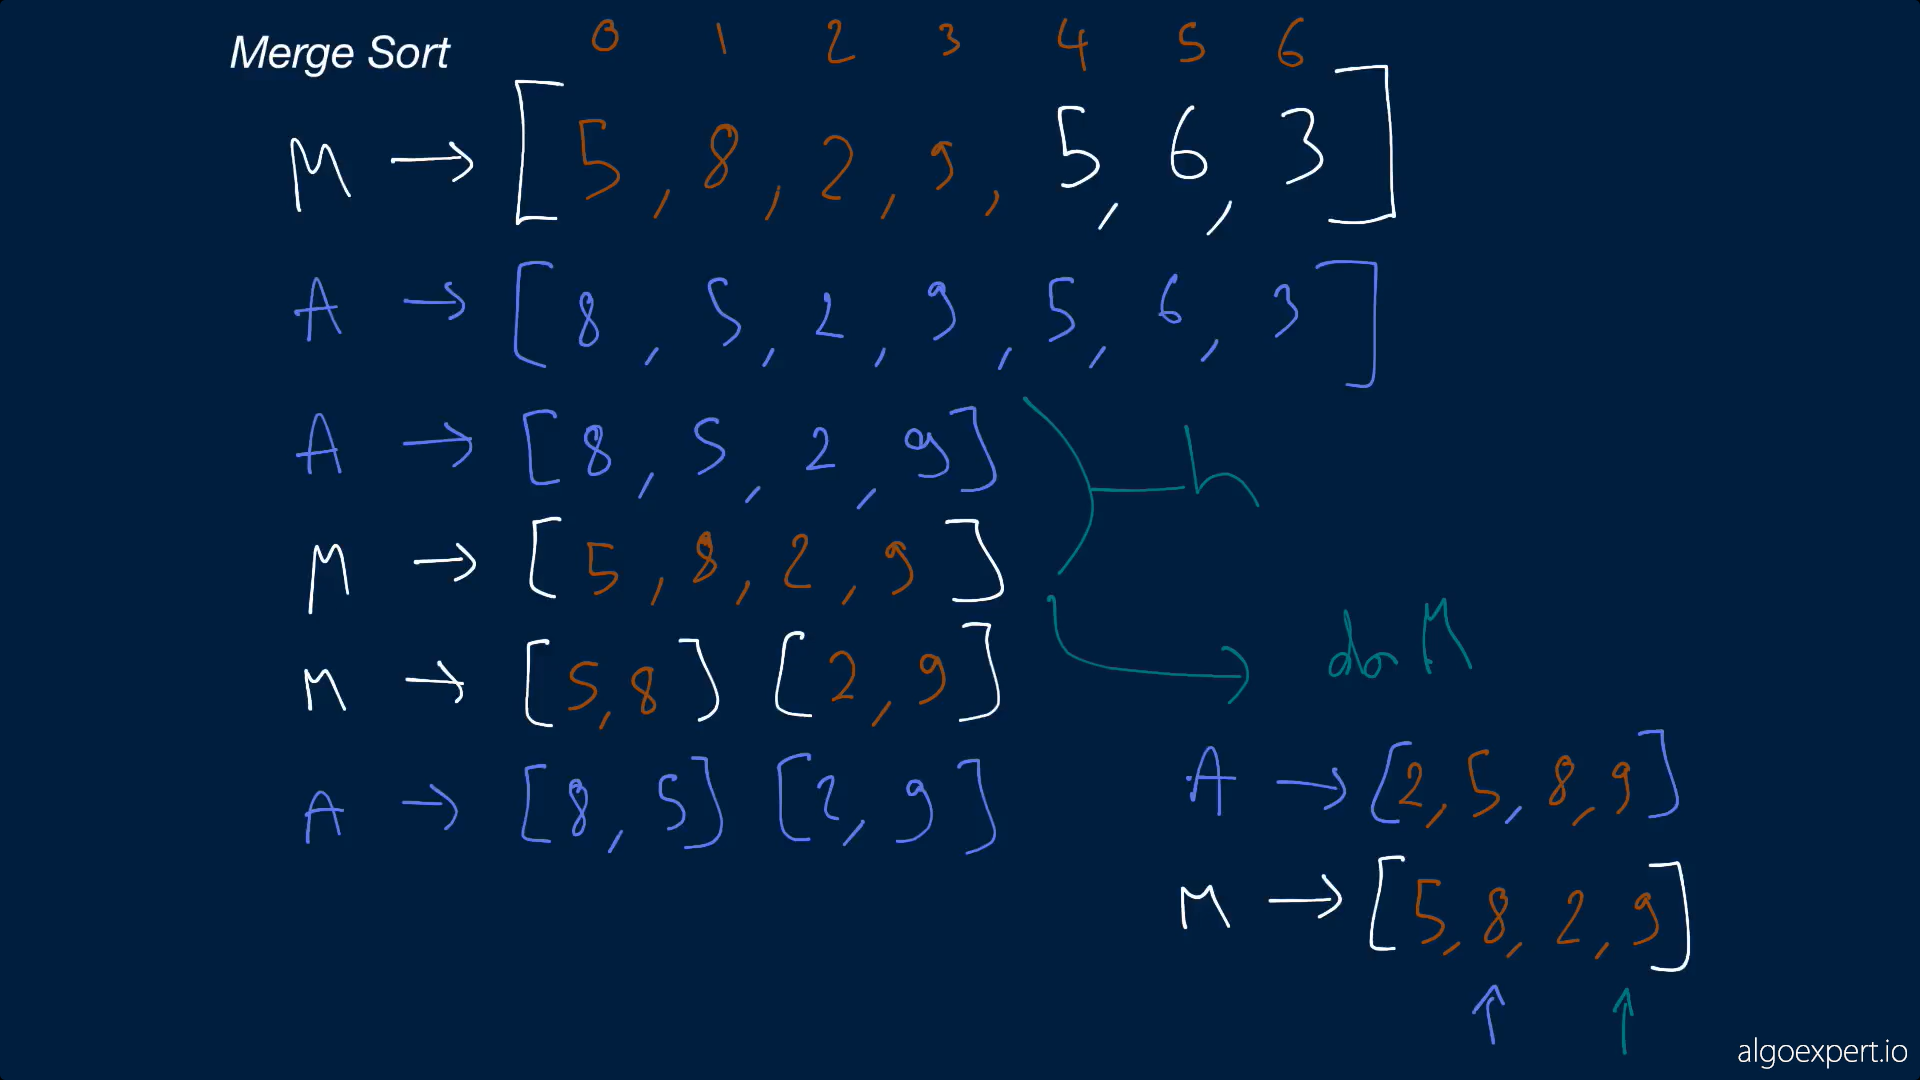 Merge Sort
0 1 2 3 4 5 6
M → [5, 8, 2, 9, 5, 6, 3]
A → [8, 5, 2, 9, 5, 6, 3]
A → [8, 5, 2, 9]
h
M → [5, 8, 2, 9]
M → [5, 8] [2, 9]
do M
A → [8, 5] [2, 9]
A → [2, 5, 8, 9]
M → [5, 8, 2, 9]
algoexpert.io